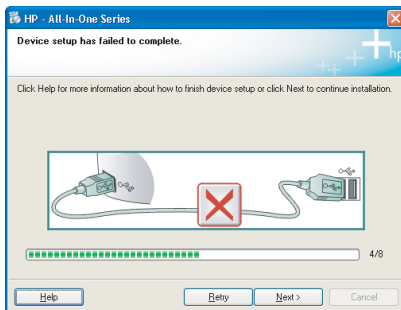 HP - All-In-One Series
Device setup has failed to complete.
hp
Click Help for more information about how to finish device setup or click Next to continue installation.
4/8
Help
Retry
Next >
Cancel